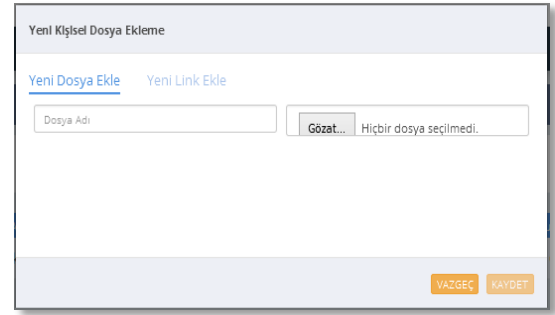 Yeni Kişisel Dosya Ekleme
Yeni Dosya Ekle Yeni Link Ekle
Dosya Adı Gözat... Hiçbir dosya seçilmedi.
VAZGEÇ KAYDET